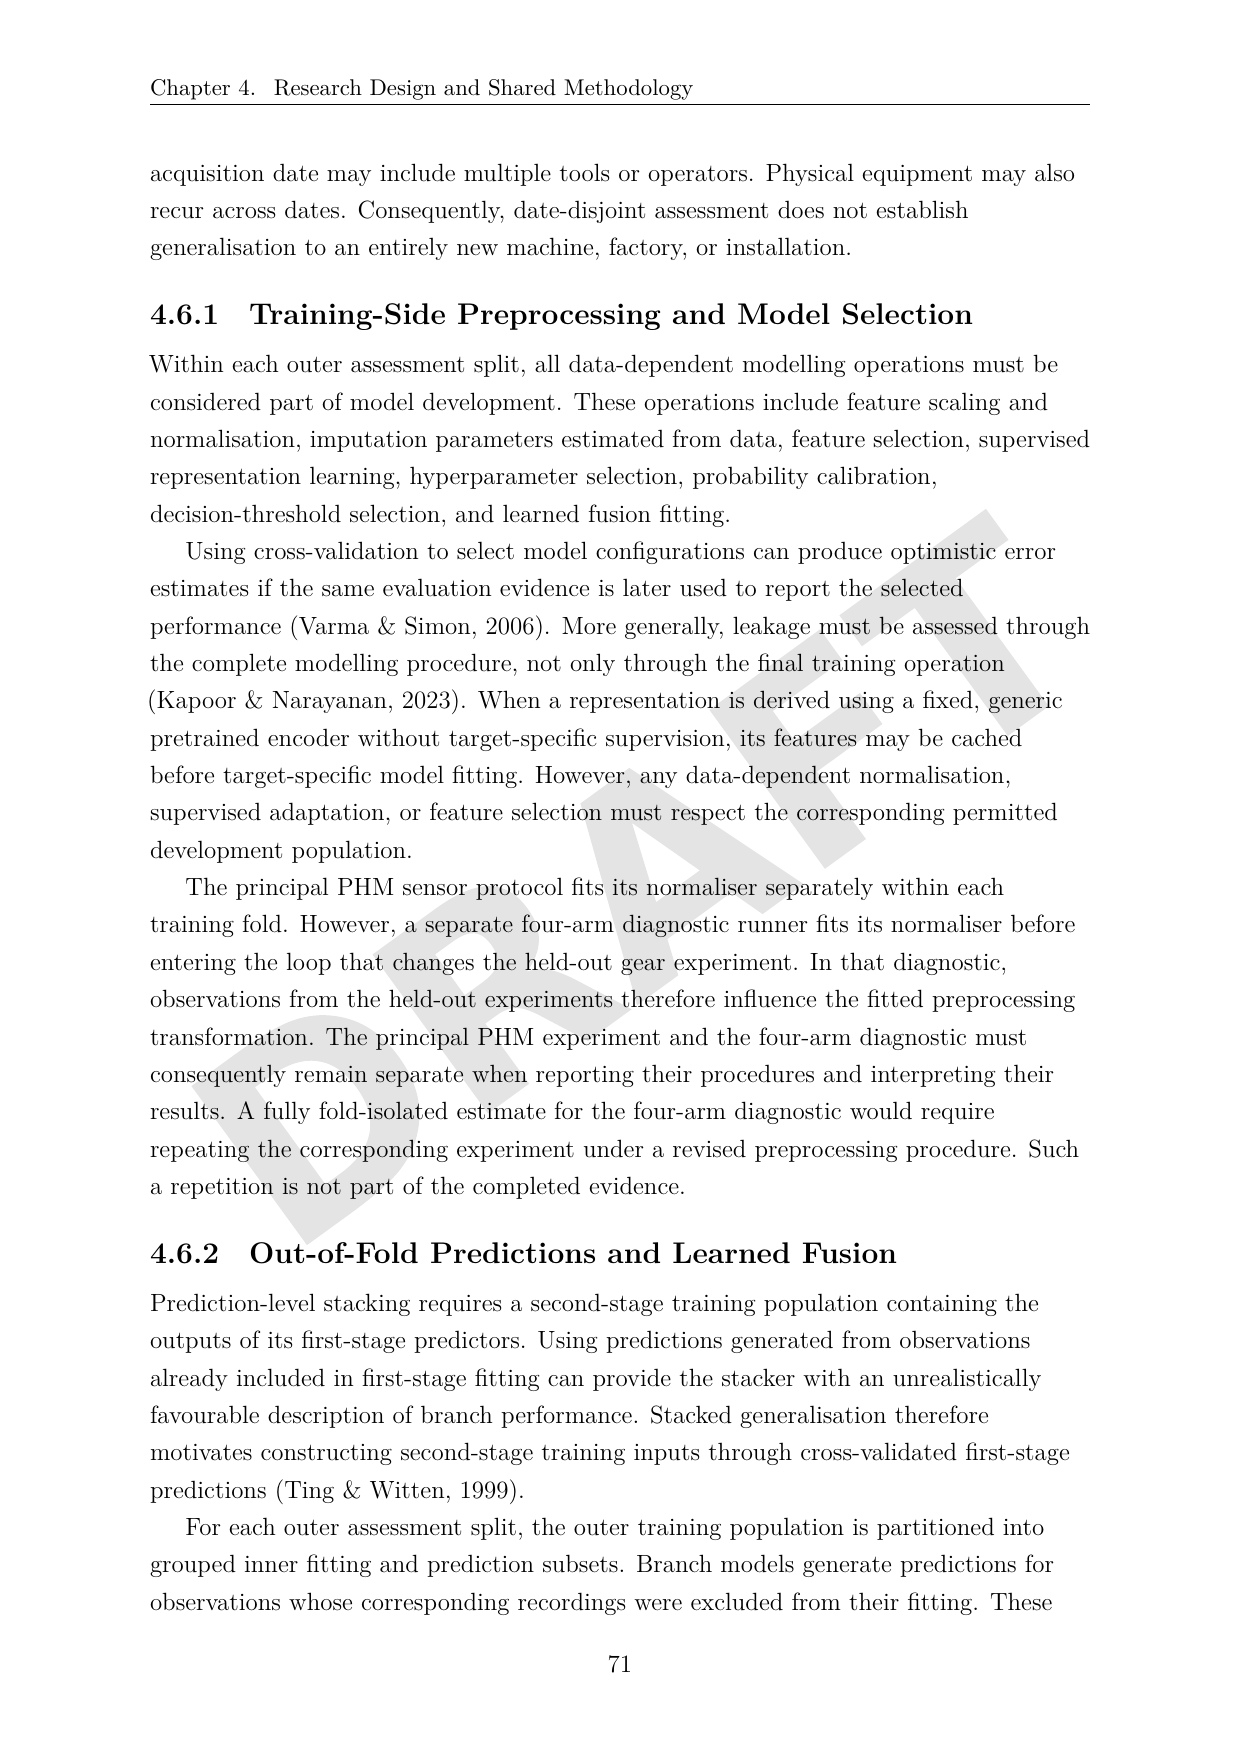 Chapter 4. Research Design and Shared Methodology
acquisition date may include multiple tools or operators. Physical equipment may also
recur across dates. Consequently, date-disjoint assessment does not establish
generalisation to an entirely new machine, factory, or installation.
4.6.1 Training-Side Preprocessing and Model Selection
Within each outer assessment split, all data-dependent modelling operations must be
considered part of model development. These operations include feature scaling and
normalisation, imputation parameters estimated from data, feature selection, supervised
representation learning, hyperparameter selection, probability calibration,
decision-threshold selection, and learned fusion fitting.
Using cross-validation to select model configurations can produce optimistic error
estimates if the same evaluation evidence is later used to report the selected
performance (Varma & Simon, 2006). More generally, leakage must be assessed through
the complete modelling procedure, not only through the final training operation
(Kapoor & Narayanan, 2023). When a representation is derived using a fixed, generic
pretrained encoder without target-specific supervision, its features may be cached
before target-specific model fitting. However, any data-dependent normalisation,
supervised adaptation, or feature selection must respect the corresponding permitted
development population.
The principal PHM sensor protocol fits its normaliser separately within each
training fold. However, a separate four-arm diagnostic runner fits its normaliser before
entering the loop that changes the held-out gear experiment. In that diagnostic,
observations from the held-out experiments therefore influence the fitted preprocessing
transformation. The principal PHM experiment and the four-arm diagnostic must
consequently remain separate when reporting their procedures and interpreting their
results. A fully fold-isolated estimate for the four-arm diagnostic would require
repeating the corresponding experiment under a revised preprocessing procedure. Such
a repetition is not part of the completed evidence.
4.6.2 Out-of-Fold Predictions and Learned Fusion
Prediction-level stacking requires a second-stage training population containing the
outputs of its first-stage predictors. Using predictions generated from observations
already included in first-stage fitting can provide the stacker with an unrealistically
favourable description of branch performance. Stacked generalisation therefore
motivates constructing second-stage training inputs through cross-validated first-stage
predictions (Ting & Witten, 1999).
For each outer assessment split, the outer training population is partitioned into
grouped inner fitting and prediction subsets. Branch models generate predictions for
observations whose corresponding recordings were excluded from their fitting. These
71
DRAFT